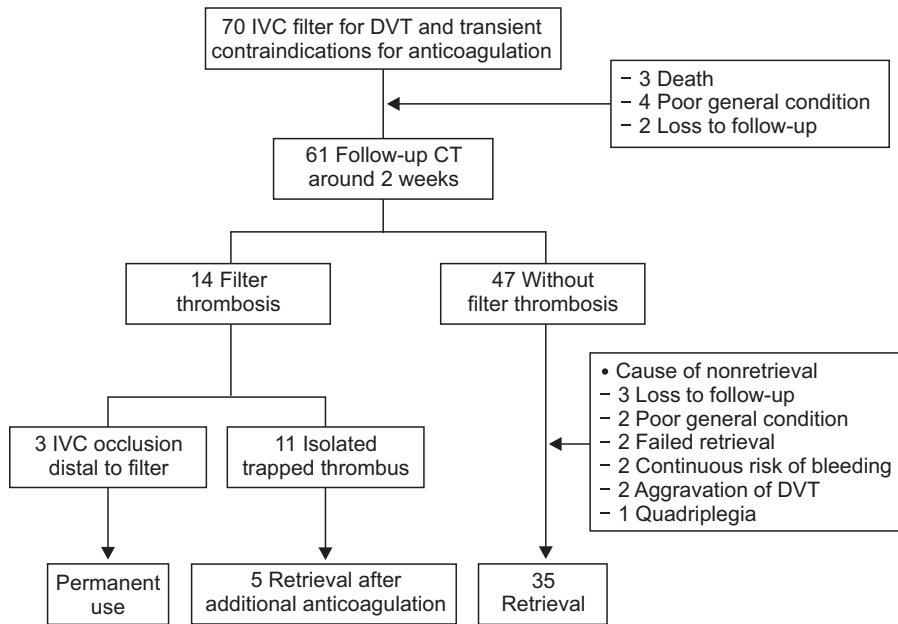 70 IVC filter for DVT and transient
contraindications for anticoagulation
− 3 Death
− 4 Poor general condition
− 2 Loss to follow-up
61 Follow-up CT
around 2 weeks
14 Filter
thrombosis
47 Without
filter thrombosis
• Cause of nonretrieval
− 3 Loss to follow-up
− 2 Poor general condition
− 2 Failed retrieval
− 2 Continuous risk of bleeding
− 2 Aggravation of DVT
− 1 Quadriplegia
3 IVC occlusion
distal to filter
11 Isolated
trapped thrombus
Permanent
use
5 Retrieval after
additional anticoagulation
35
Retrieval